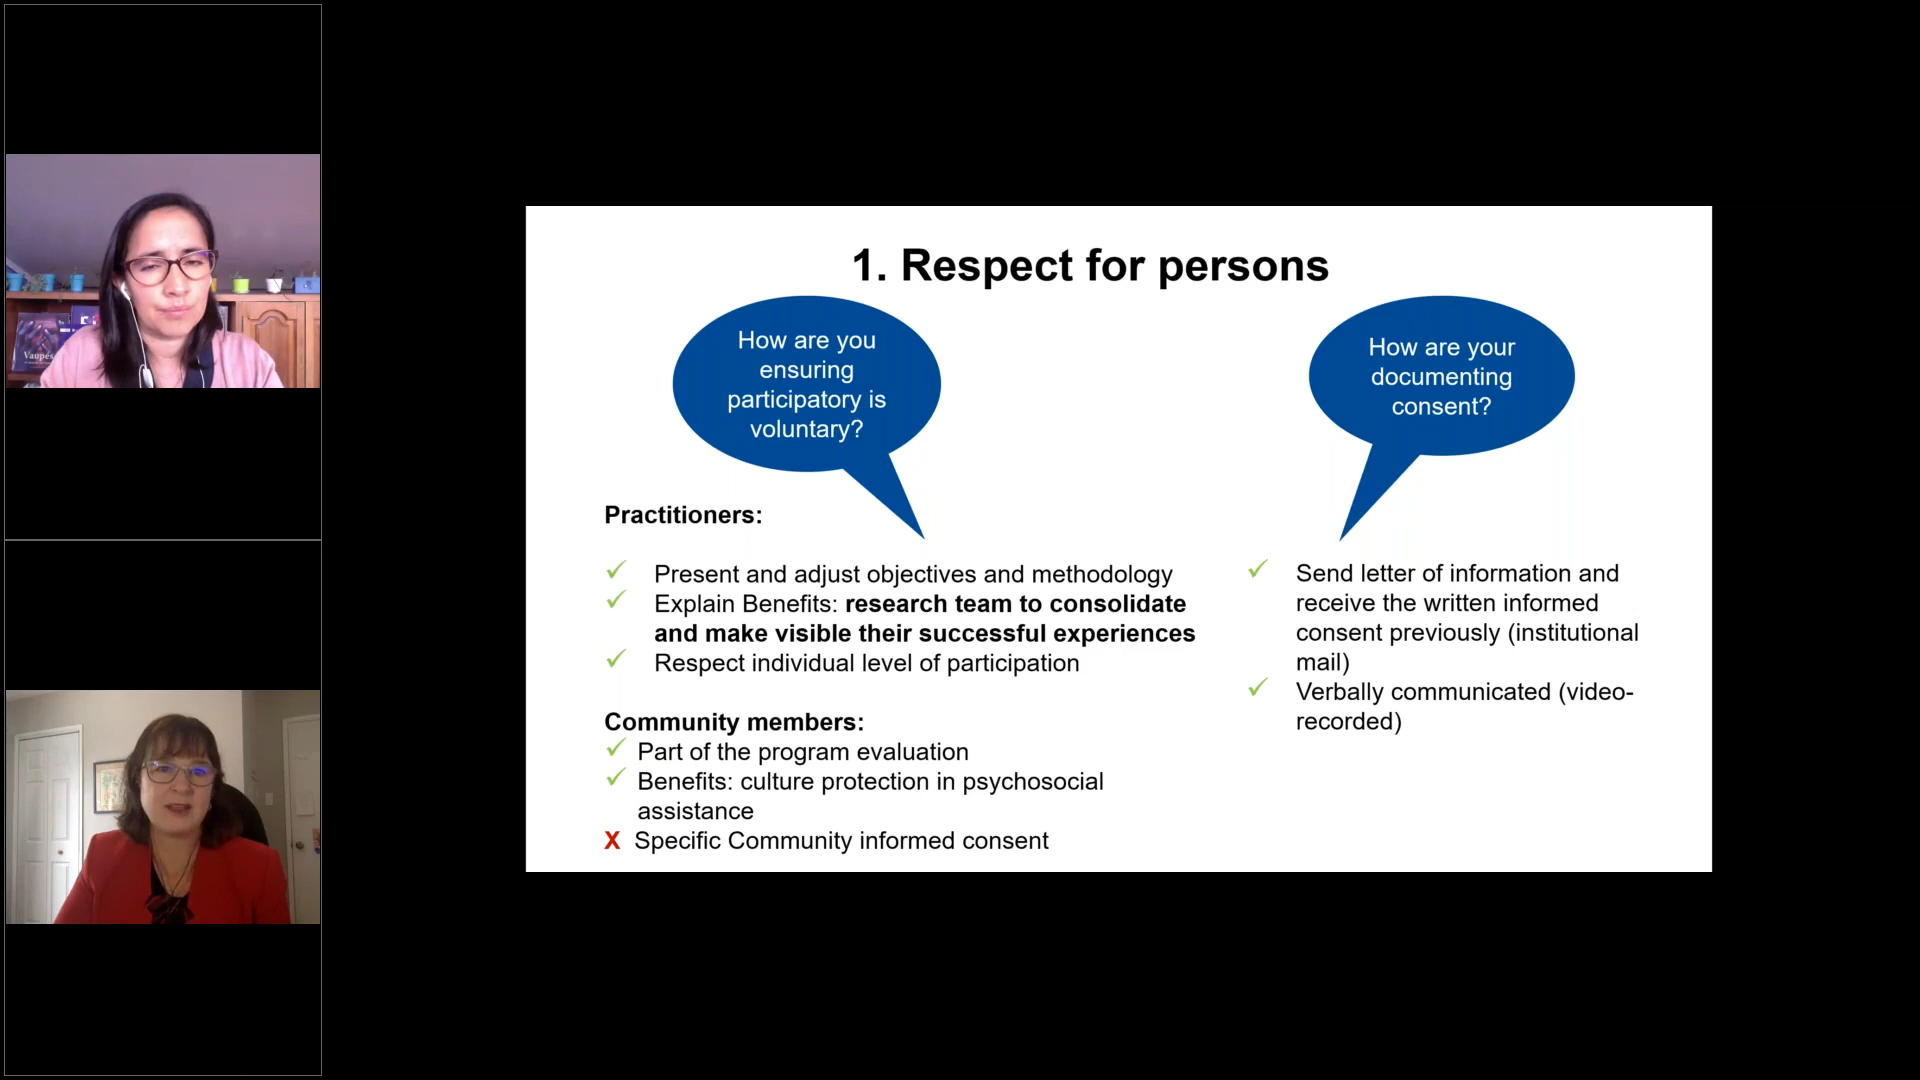 1. Respect for persons
How are you
ensuring
participatory is
voluntary?
How are your
documenting
consent?
Practitioners:
✓ Present and adjust objectives and methodology
✓ Explain Benefits: research team to consolidate
and make visible their successful experiences
✓ Respect individual level of participation
Community members:
✓ Part of the program evaluation
✓ Benefits: culture protection in psychosocial
assistance
X Specific Community informed consent
✓ Send letter of information and
receive the written informed
consent previously (institutional
mail)
✓ Verbally communicated (video-
recorded)
Vaupés